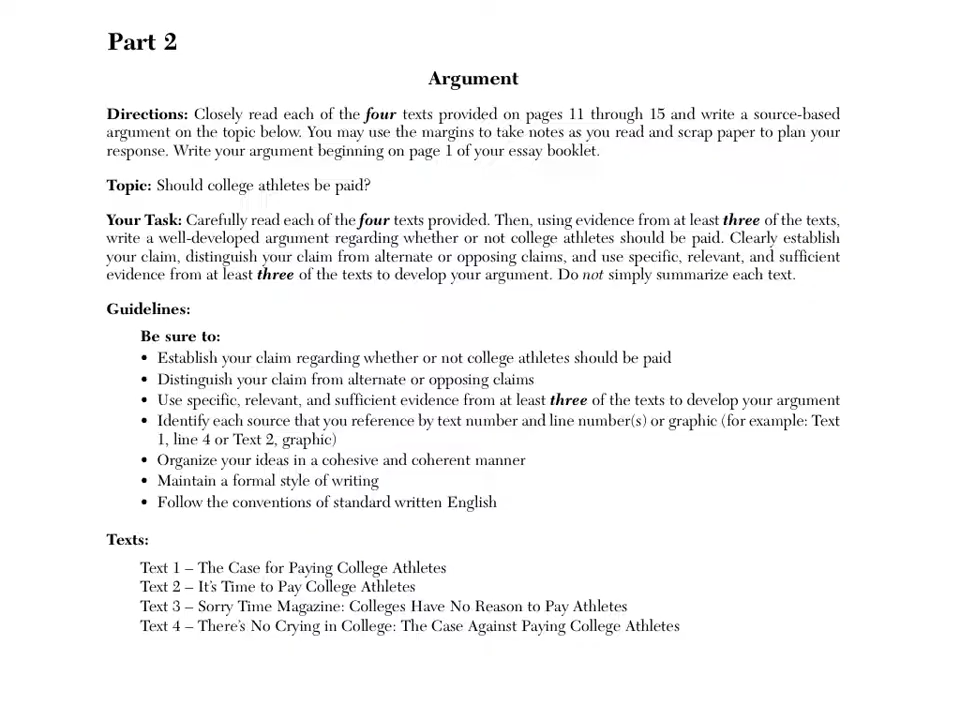 Part 2
Argument
Directions: Closely read each of the four texts provided on pages 11 through 15 and write a source-based
argument on the topic below. You may use the margins to take notes as you read and scrap paper to plan your
response. Write your argument beginning on page 1 of your essay booklet.
Topic: Should college athletes be paid?
Your Task: Carefully read each of the four texts provided. Then, using evidence from at least three of the texts,
write a well-developed argument regarding whether or not college athletes should be paid. Clearly establish
your claim, distinguish your claim from alternate or opposing claims, and use specific, relevant, and sufficient
evidence from at least three of the texts to develop your argument. Do not simply summarize each text.
Guidelines:
Be sure to:
• Establish your claim regarding whether or not college athletes should be paid
• Distinguish your claim from alternate or opposing claims
• Use specific, relevant, and sufficient evidence from at least three of the texts to develop your argument
• Identify each source that you reference by text number and line number(s) or graphic (for example: Text
1, line 4 or Text 2, graphic)
• Organize your ideas in a cohesive and coherent manner
• Maintain a formal style of writing
• Follow the conventions of standard written English
Texts:
Text 1 – The Case for Paying College Athletes
Text 2 – It's Time to Pay College Athletes
Text 3 – Sorry Time Magazine: Colleges Have No Reason to Pay Athletes
Text 4 – There's No Crying in College: The Case Against Paying College Athletes